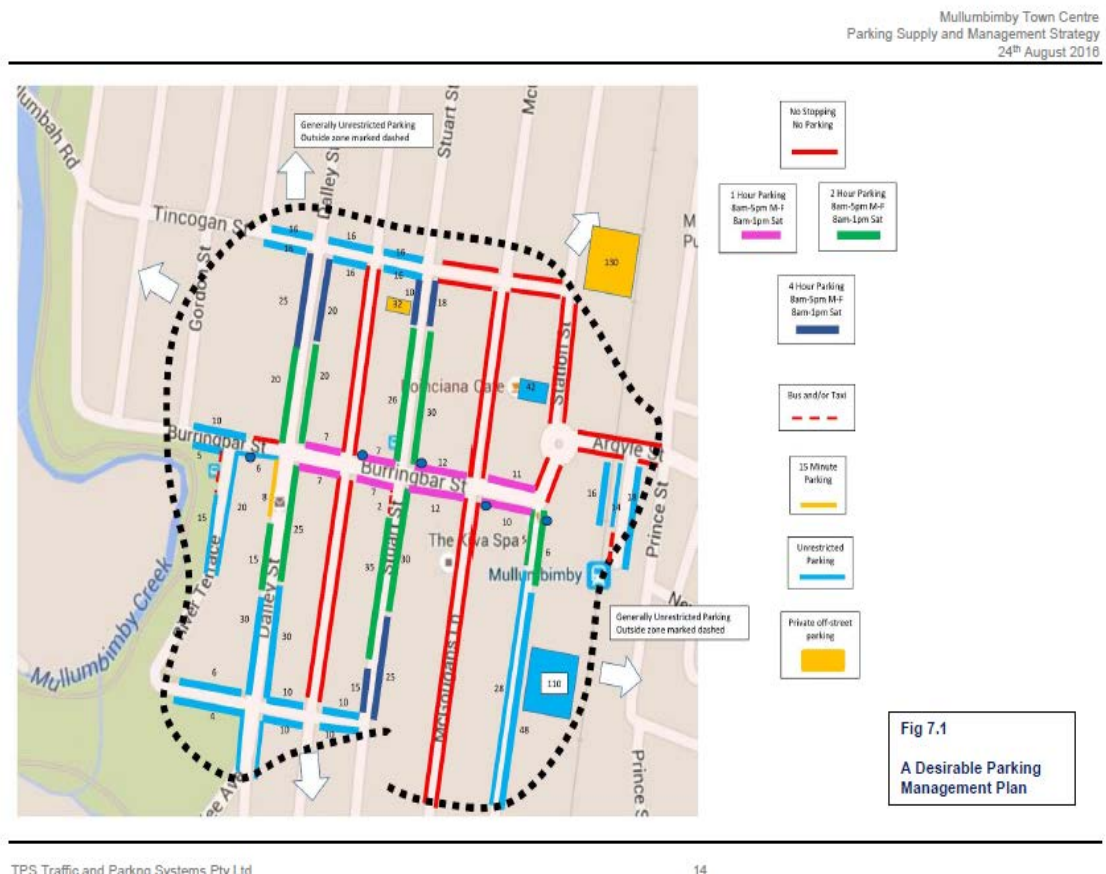 Mullumbimby Town Centre
Parking Supply and Management Strategy
24th August 2016
Generally Unrestricted Parking
Outside zone marked dashed
Stuart St
Dalley St
Tincogan St
Gordon St
16
16
16
16
16
16
25
20
10
18
32
130
20
20
26
30
42
Station St
10
Burringbar St
5
6
7
7
7
7
Burringbar St
12
12
11
10
Argyle St
8
20
15
25
2
15
Dalley St
30
30
35
Stuart St
30
The Kiva Spa
6
Mullumbimby
16
14
18
Prince St
River Terrace
Mullumbimby Creek
Generally Unrestricted Parking
Outside zone marked dashed
6
10
10
10
15
25
McGougans Ln
28
48
110
No Stopping
No Parking
1 Hour Parking
8am-5pm M-F
8am-1pm Sat
2 Hour Parking
8am-5pm M-F
8am-1pm Sat
4 Hour Parking
8am-5pm M-F
8am-1pm Sat
Bus and/or Taxi
15 Minute
Parking
Unrestricted
Parking
Private off-street
parking
Fig 7.1
A Desirable Parking
Management Plan
TPS Traffic and Parkng Systems Pty Ltd
14